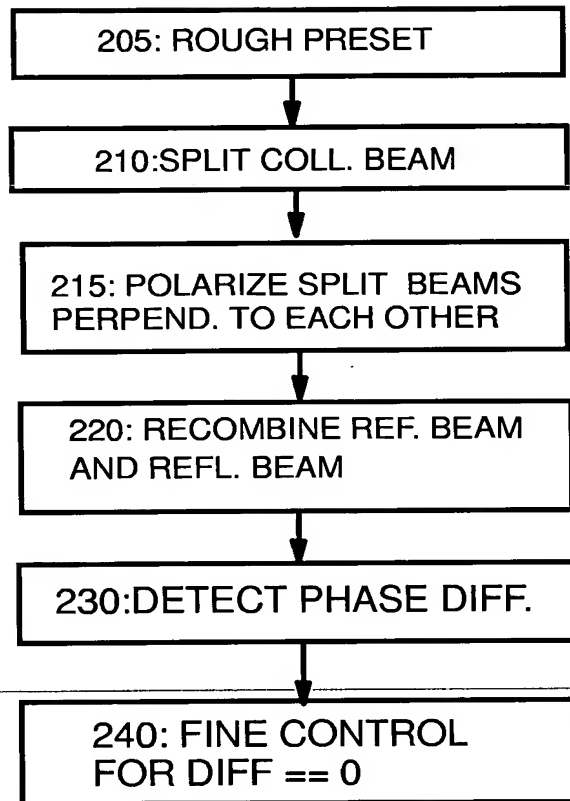 205: ROUGH PRESET
210:SPLIT COLL. BEAM
215: POLARIZE SPLIT BEAMS
PERPEND. TO EACH OTHER
220: RECOMBINE REF. BEAM
AND REFL. BEAM
230:DETECT PHASE DIFF.
240: FINE CONTROL
FOR DIFF == 0